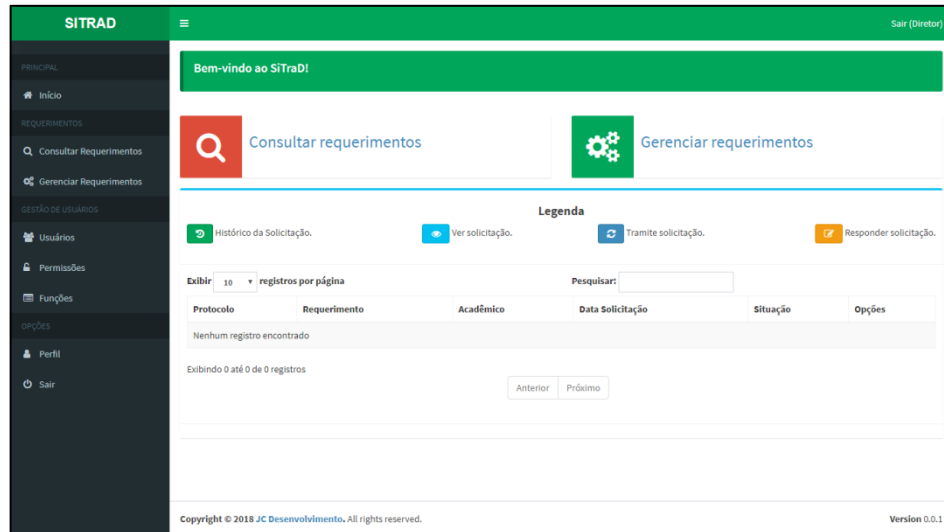 SITRAD
Sair (Diretor)
PRINCIPAL
Início
REQUERIMENTOS
Consultar Requerimentos
Gerenciar Requerimentos
GESTÃO DE USUÁRIOS
Usuários
Permissões
Funções
OPÇÕES
Perfil
Sair
Bem-vindo ao SiTraD!
Consultar requerimentos
Gerenciar requerimentos
Legenda
Histórico da Solicitação. Ver solicitação. Tramite solicitação. Responder solicitação.
Exibir 10 registros por página Pesquisar:
Protocolo Requerimento Acadêmico Data Solicitação Situação Opções
Nenhum registro encontrado
Exibindo 0 até 0 de 0 registros
Anterior Próximo
Copyright © 2018 JC Desenvolvimento. All rights reserved. Version 0.0.1